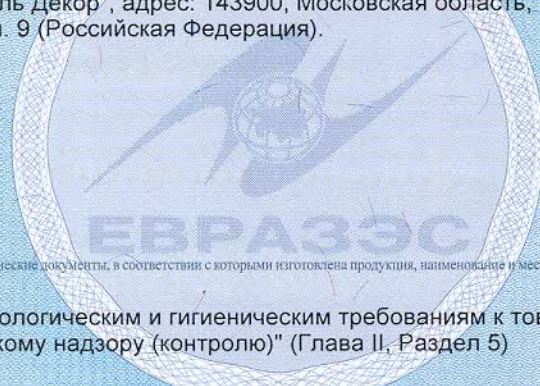 ль Декор", адрес: 143900, Московская область,
. 9 (Российская Федерация).
ЕВРАЗЭС
ческие документы, в соответствии с которыми изготовлена продукция, наименование и мес
ологическим и гигиеническим требованиям к тов
кому надзору (контролю)" (Глава II, Раздел 5)